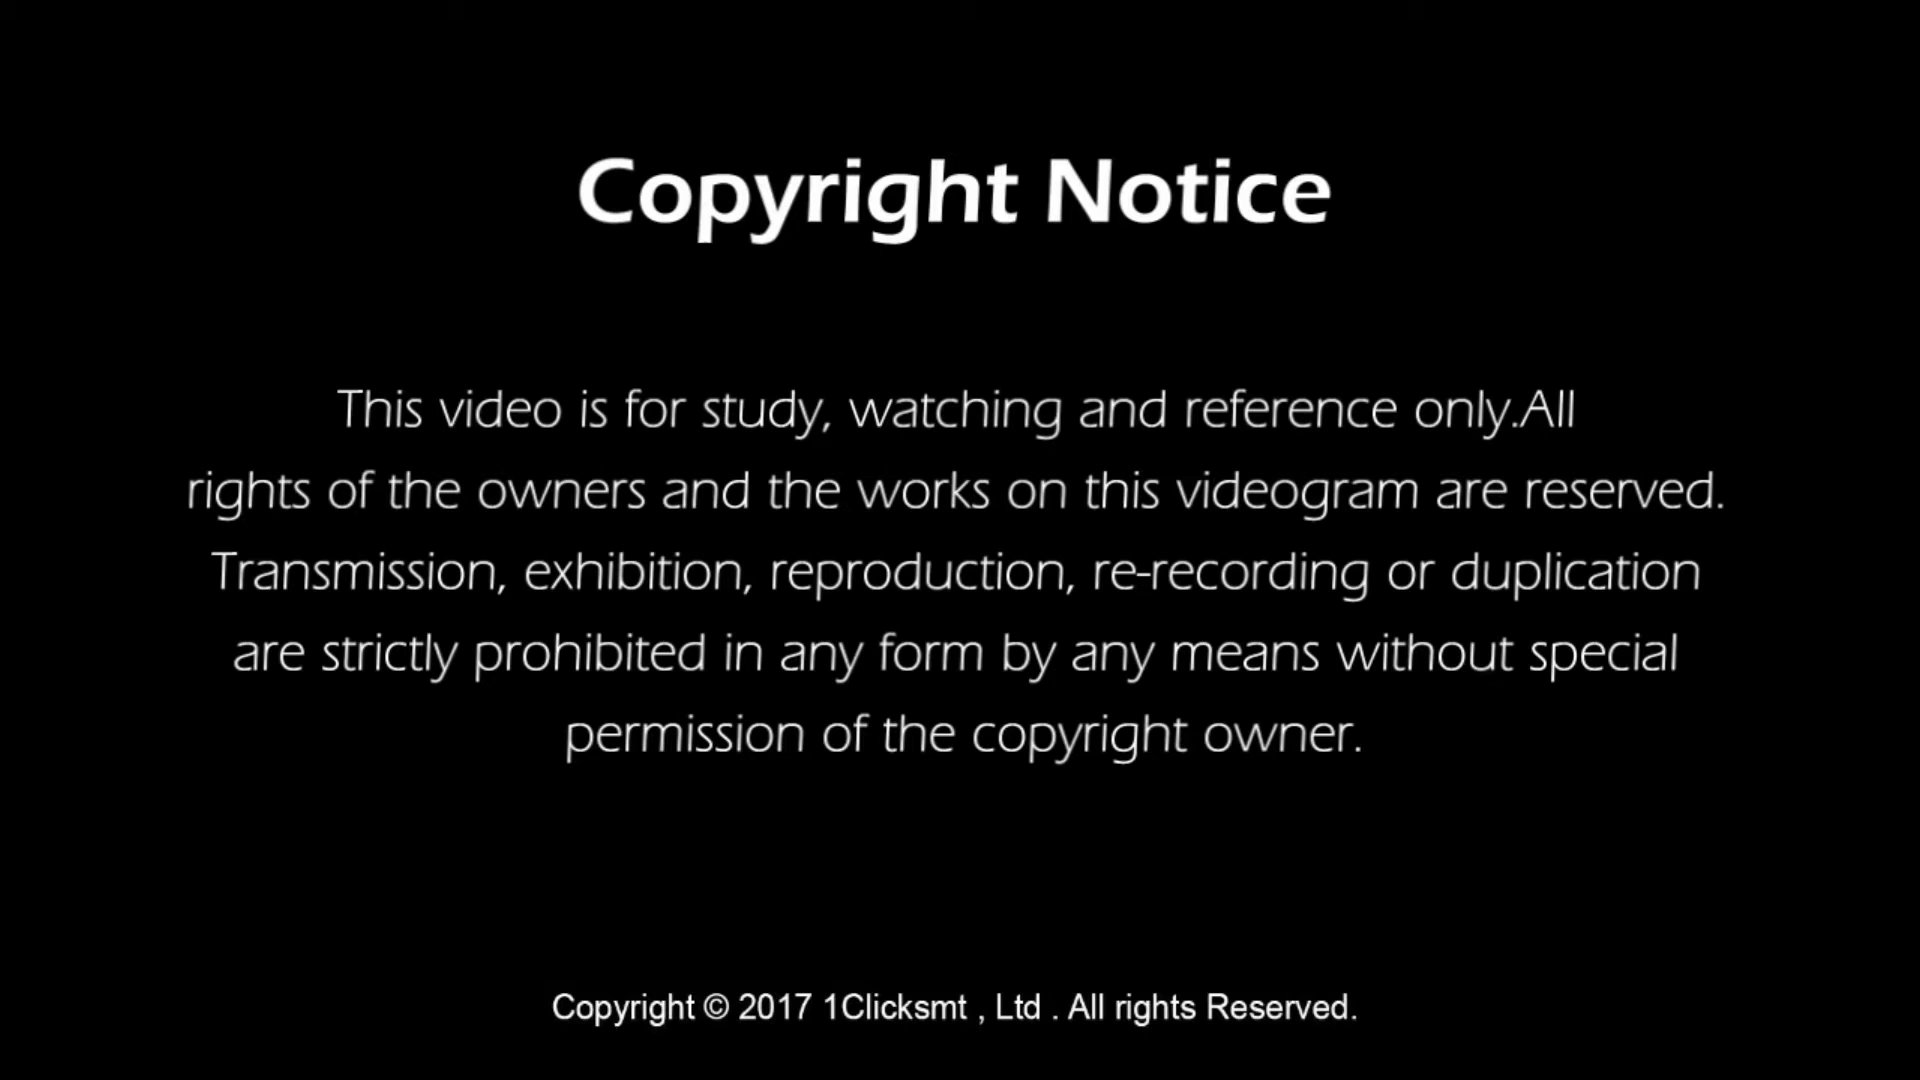 Copyright Notice
This video is for study, watching and reference only.All
rights of the owners and the works on this videogram are reserved.
Transmission, exhibition, reproduction, re-recording or duplication
are strictly prohibited in any form by any means without special
permission of the copyright owner.
Copyright © 2017 1Clicksmt , Ltd . All rights Reserved.